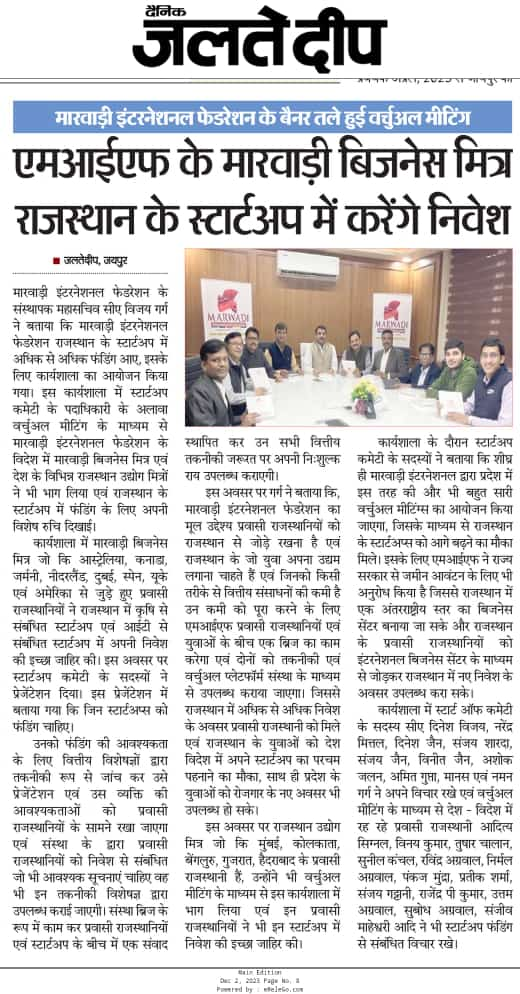 दैनिक
जलतेदीप
मारवाड़ी इंटरनेशनल फेडरेशन के बैनर तले हुई वर्चुअल मीटिंग
एमआईएफ के मारवाड़ी बिजनेस मित्र
राजस्थान के स्टार्टअप में करेंगे निवेश
■ जलतेदीप, जयपुर
मारवाड़ी इंटरनेशनल फेडरेशन के
संस्थापक महासचिव सीए विजय गर्ग
ने बताया कि मारवाड़ी इंटरनेशनल
फेडरेशन राजस्थान के स्टार्टअप में
अधिक से अधिक फंडिंग आए, इसके
लिए कार्यशाला का आयोजन किया
गया। इस कार्यशाला में स्टार्टअप
कमेटी के पदाधिकारी के अलावा
वर्चुअल मीटिंग के माध्यम से
मारवाड़ी इंटरनेशनल फेडरेशन के
विदेश में मारवाड़ी बिजनेस मित्र एवं
देश के विभिन्न राजस्थान उद्योग मित्रों
ने भी भाग लिया एवं राजस्थान के
स्टार्टअप में फंडिंग के लिए अपनी
विशेष रुचि दिखाई।
कार्यशाला में मारवाड़ी बिजनेस
मित्र जो कि आस्ट्रेलिया, कनाडा,
जर्मनी, नीदरलैंड, दुबई, स्पेन, यूके
एवं अमेरिका से जुड़े हुए प्रवासी
राजस्थानियों ने राजस्थान में कृषि से
संबंधित स्टार्टअप एवं आईटी से
संबंधित स्टार्टअप में अपनी निवेश
की इच्छा जाहिर की। इस अवसर पर
स्टार्टअप कमेटी के सदस्यों ने
प्रेजेंटेशन दिया। इस प्रेजेंटेशन में
बताया गया कि जिन स्टार्टअप्स को
फंडिंग चाहिए।
उनको फंडिंग की आवश्यकता
के लिए वित्तीय विशेषज्ञों द्वारा
तकनीकी रूप से जांच कर उसे
प्रेजेंटेशन एवं उस व्यक्ति की
आवश्यकताओं को प्रवासी
राजस्थानियों के सामने रखा जाएगा
एवं संस्था के द्वारा प्रवासी
राजस्थानियों को निवेश से संबंधित
जो भी आवश्यक सूचनाएं चाहिए वह
भी इन तकनीकी विशेषज्ञ द्वारा
उपलब्ध कराई जाएगी। संस्था ब्रिज के
रूप में काम कर प्रवासी राजस्थानियों
एवं स्टार्टअप के बीच में एक संवाद
MARWADI
MARWADI
स्थापित कर उन सभी वित्तीय
तकनीकी जरूरत पर अपनी निःशुल्क
राय उपलब्ध कराएगी।
इस अवसर पर गर्ग ने बताया कि,
मारवाड़ी इंटरनेशनल फेडरेशन का
मूल उद्देश्य प्रवासी राजस्थानियों को
राजस्थान से जोड़े रखना है एवं
राजस्थान के जो युवा अपना उद्यम
लगाना चाहते हैं एवं जिनको किसी
तरीके से वित्तीय संसाधनों की कमी है
उन कमी को पूरा करने के लिए
एमआईएफ प्रवासी राजस्थानियों एवं
युवाओं के बीच एक ब्रिज का काम
करेगा एवं दोनों को तकनीकी एवं
वर्चुअल प्लेटफॉर्म संस्था के माध्यम
से उपलब्ध कराया जाएगा। जिससे
राजस्थान में अधिक से अधिक निवेश
के अवसर प्रवासी राजस्थानी को मिले
एवं राजस्थान के युवाओं को देश
विदेश में अपने स्टार्टअप का परचम
पहनाने का मौका, साथ ही प्रदेश के
युवाओं को रोजगार के नए अवसर भी
उपलब्ध हो सके।
इस अवसर पर राजस्थान उद्योग
मित्र जो कि मुंबई, कोलकाता,
बेंगलुरु, गुजरात, हैदराबाद के प्रवासी
राजस्थानी हैं, उन्होंने भी वर्चुअल
मीटिंग के माध्यम से इस कार्यशाला में
भाग लिया एवं इन प्रवासी
राजस्थानियों ने भी इन स्टार्टअप में
निवेश की इच्छा जाहिर की।
कार्यशाला के दौरान स्टार्टअप
कमेटी के सदस्यों ने बताया कि शीघ्र
ही मारवाड़ी इंटरनेशनल द्वारा प्रदेश में
इस तरह की और भी बहुत सारी
वर्चुअल मीटिंग्स का आयोजन किया
जाएगा, जिसके माध्यम से राजस्थान
के स्टार्टअप्स को आगे बढ़ने का मौका
मिले। इसके लिए एमआईएफ ने राज्य
सरकार से जमीन आवंटन के लिए भी
अनुरोध किया है जिससे राजस्थान में
एक अंतरराष्ट्रीय स्तर का बिजनेस
सेंटर बनाया जा सके और राजस्थान
के प्रवासी राजस्थानियों को
इंटरनेशनल बिजनेस सेंटर के माध्यम
से जोड़कर राजस्थान में नए निवेश के
अवसर उपलब्ध करा सके।
कार्यशाला में स्टार्ट ऑफ कमेटी
के सदस्य सीए दिनेश विजय, नरेंद्र
मित्तल, दिनेश जैन, संजय शारदा,
संजय जैन, विनीत जैन, अशोक
जलन, अमित गुप्ता, मानस एवं नमन
गर्ग ने अपने विचार रखे एवं वर्चुअल
मीटिंग के माध्यम से देश - विदेश में
रह रहे प्रवासी राजस्थानी आदित्य
सिग्नल, विनय कुमार, तुषार चालान,
सुनील कंचल, रविंद्र अग्रवाल, निर्मल
अग्रवाल, पंकज मुंद्रा, प्रतीक शर्मा,
संजय गट्टानी, राजेंद्र पी कुमार, उत्तम
अग्रवाल, सुबोध अग्रवाल, संजीव
माहेश्वरी आदि ने भी स्टार्टअप फंडिंग
से संबंधित विचार रखे।
Main Edition
Dec 2, 2023 Page No. 8
Powered by : eReleGo.com